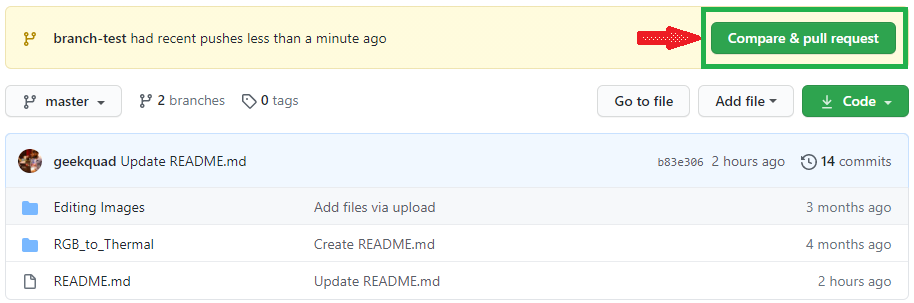 branch-test had recent pushes less than a minute ago
Compare & pull request
master
2 branches
0 tags
Go to file
Add file
Code
geekquad Update README.md
b83e306 2 hours ago
14 commits
Editing Images Add files via upload 3 months ago
RGB_to_Thermal Create README.md 4 months ago
README.md Update README.md 2 hours ago